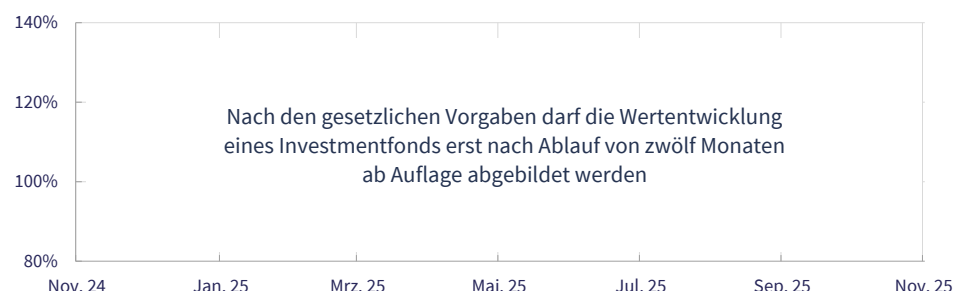 140%
120%
Nach den gesetzlichen Vorgaben darf die Wertentwicklung
eines Investmentfonds erst nach Ablauf von zwölf Monaten
ab Auflage abgebildet werden
100%
80%
Nov. 24 Jan. 25 Mrz. 25 Mai. 25 Jul. 25 Sep. 25 Nov. 25